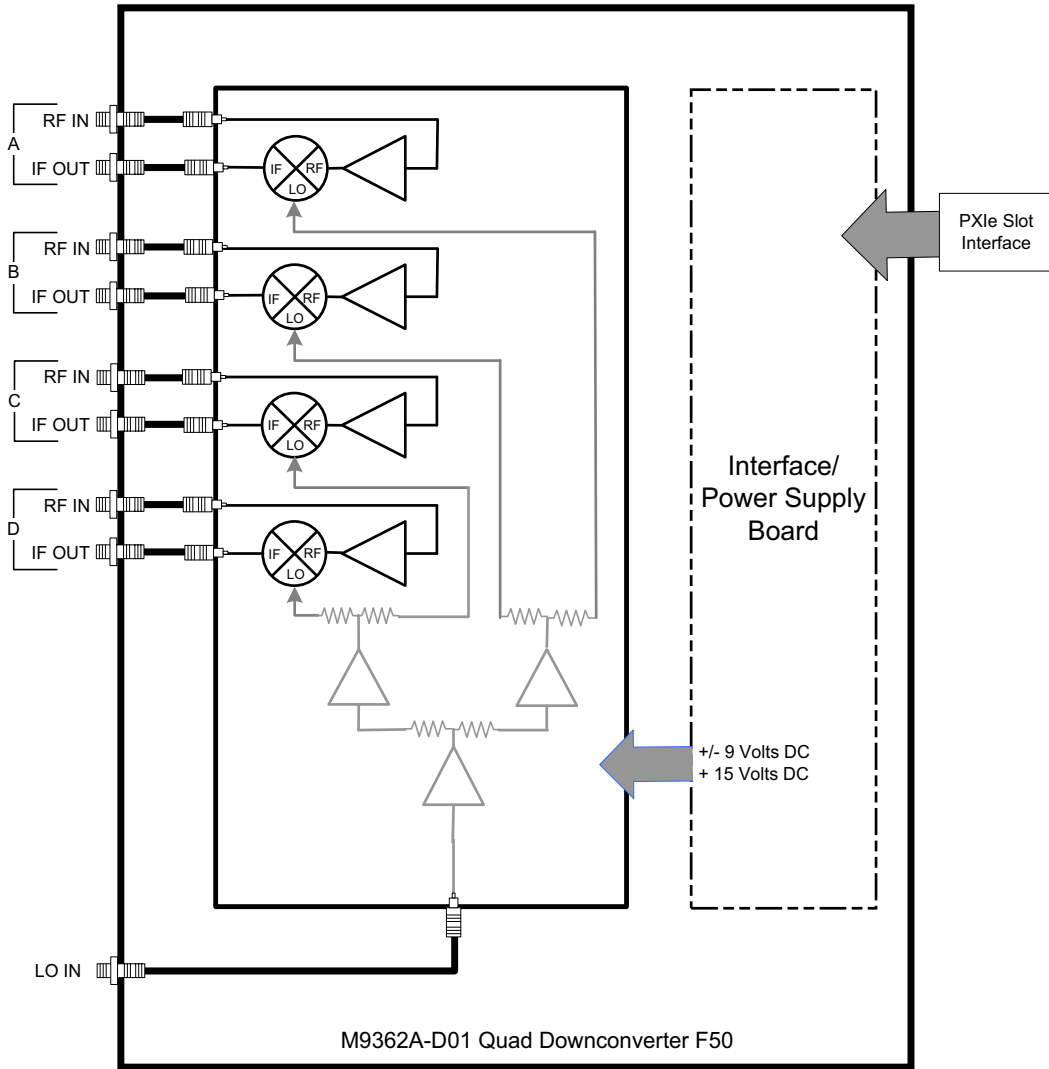 A
RF IN
IF OUT
IF
RF
LO
B
RF IN
IF OUT
IF
RF
LO
C
RF IN
IF OUT
IF
RF
LO
D
RF IN
IF OUT
IF
RF
LO
LO IN
PXIe Slot
Interface
Interface/
Power Supply
Board
+/- 9 Volts DC
+ 15 Volts DC
M9362A-D01 Quad Downconverter F50